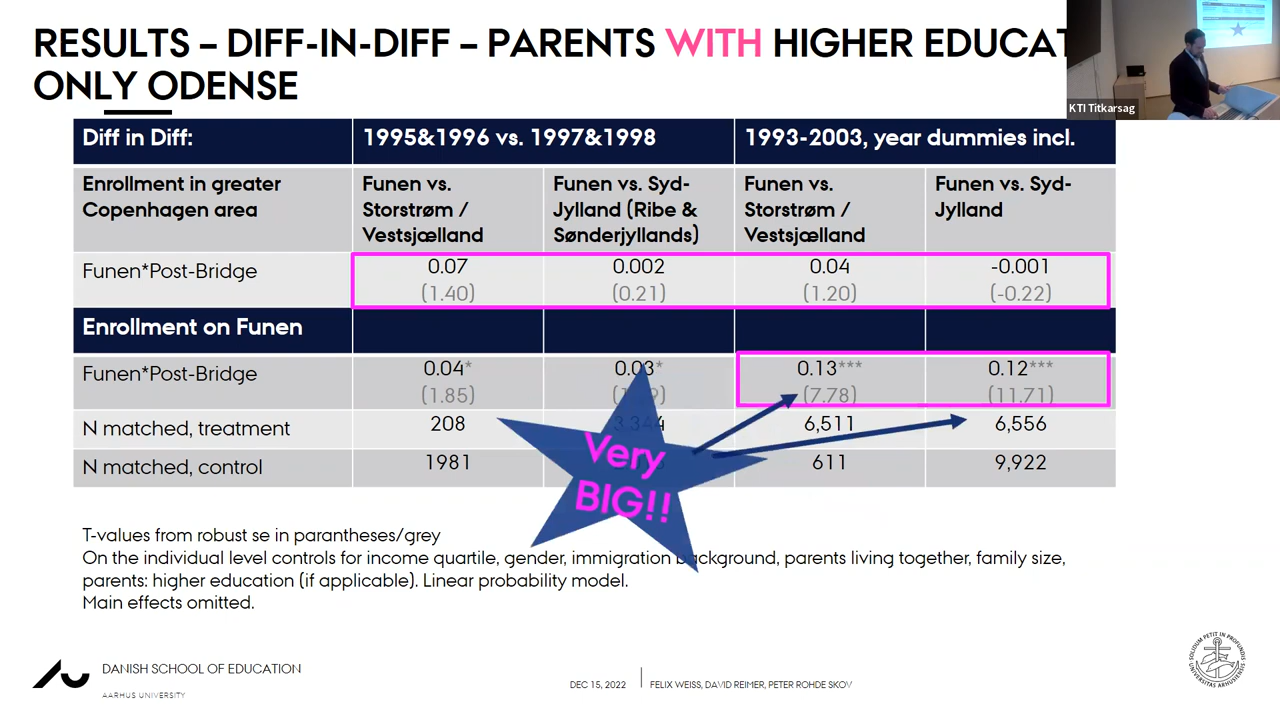 RESULTS – DIFF-IN-DIFF – PARENTS WITH HIGHER
ONLY ODENSE
KTI Titkarsag
Diff in Diff: 1995&1996 vs. 1997&1998 1993-2003, year dummies incl.
Enrollment in greater Funen vs. Funen vs. Syd- Funen vs. Funen vs. Syd-
Copenhagen area Storstrøm / Jylland (Ribe & Storstrøm / Jylland
Vestsjælland Sønderjyllands) Vestsjælland
Funen*Post-Bridge 0.07 0.002 0.04 -0.001
(1.40) (0.21) (1.20) (-0.22)
Enrollment on Funen
Funen*Post-Bridge 0.04* 0.03* 0.13*** 0.12***
(1.85) (7.78) (11.71)
N matched, treatment 208 3.344 6,511 6,556
N matched, control 1981 611 9,922
Very
BIG!!
T-values from robust se in parantheses/grey
On the individual level controls for income quartile, gender, immigration background, parents living together, family size,
parents: higher education (if applicable). Linear probability model.
Main effects omitted.
DANISH SCHOOL OF EDUCATION
AARHUS UNIVERSITY
DEC 15, 2022 FELIX WEISS, DAVID REIMER, PETER ROHDE SKOV